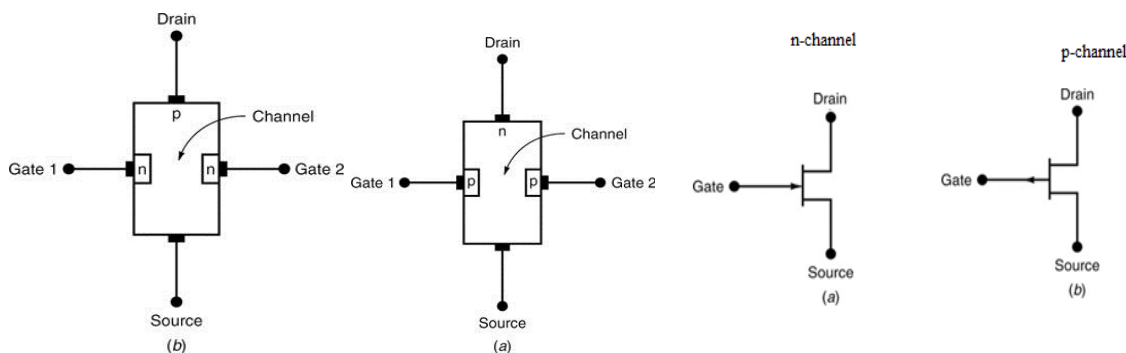 Drain
p
Channel
Gate 1
n
n
Gate 2
Source
(b)
Drain
n
Channel
Gate 1
p
p
Gate 2
Source
(a)
n-channel
Drain
Gate
Source
(a)
p-channel
Drain
Gate
Source
(b)